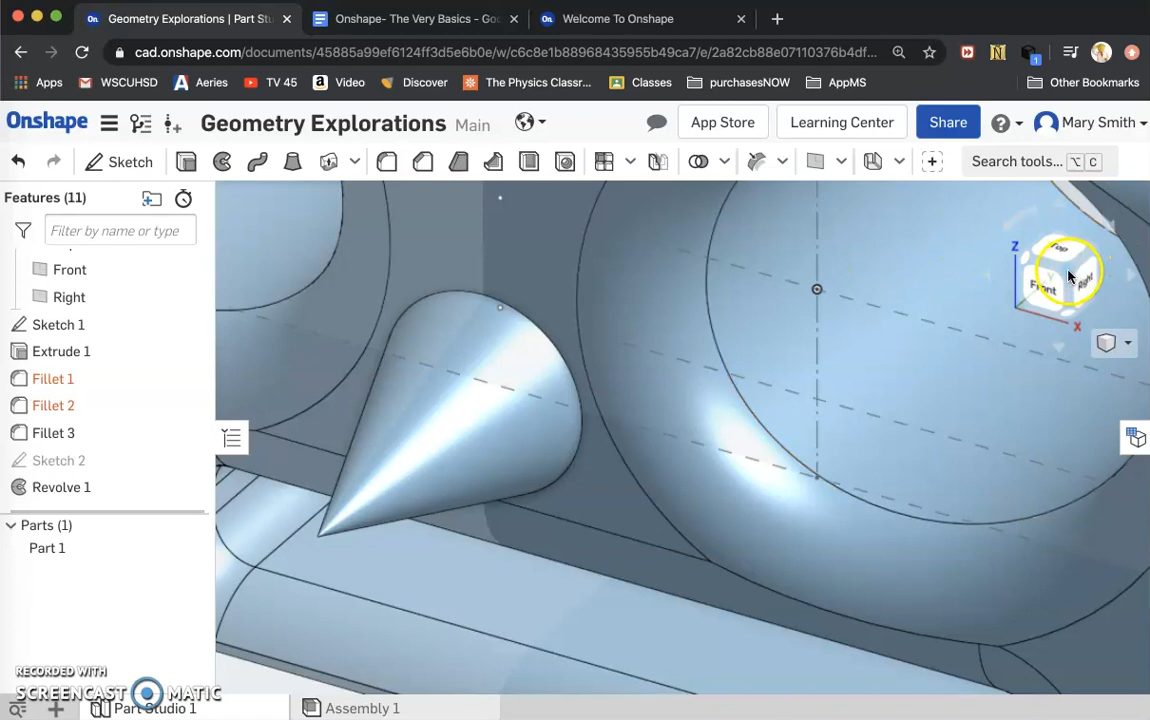 Geometry Explorations | Part Stu
Onshape- The Very Basics - Goo
On Welcome To Onshape
cad.onshape.com/documents/45885a99ef6124ff3d5e6b0e/w/c6c8e1b88968435955b49ca7/e/2a82cb88e07110376b4df...
Apps WSCUHSD Aeries TV 45 Video Discover The Physics Classr... Classes purchasesNOW AppMS Other Bookmarks
Onshape Geometry Explorations Main App Store Learning Center Share Mary Smith
Sketch Search tools... ⌥ C
Features (11)
Filter by name or type
Front
Right
Sketch 1
Extrude 1
Fillet 1
Fillet 2
Fillet 3
Sketch 2
Revolve 1
Parts (1)
Part 1
Z
Top
Front
Right
Y
X
RECORDED WITH
SCREENCAST MATIC
Part Studio 1 Assembly 1